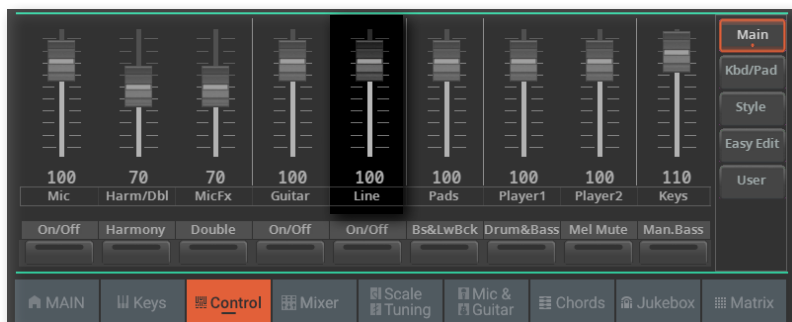 Main
Kbd/Pad
Style
Easy Edit
User
100 70 70 100 100 100 100 100 110
Mic Harm/Dbl MicFx Guitar Line Pads Player1 Player2 Keys
On/Off Harmony Double On/Off On/Off Bs&LwBck Drum&Bass Mel Mute Man.Bass
MAIN Keys Control Mixer Scale Tuning Mic & Guitar Chords Jukebox Matrix